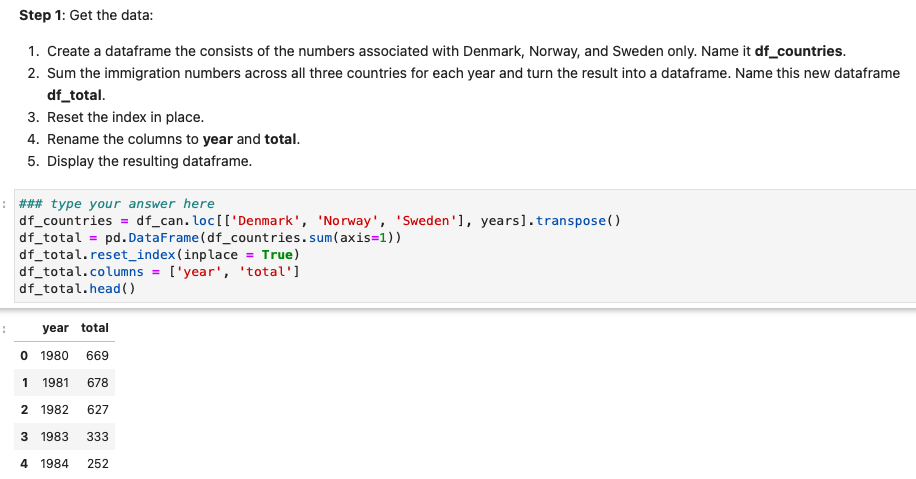 Step 1: Get the data:
1. Create a dataframe the consists of the numbers associated with Denmark, Norway, and Sweden only. Name it df_countries.
2. Sum the immigration numbers across all three countries for each year and turn the result into a dataframe. Name this new dataframe
df_total.
3. Reset the index in place.
4. Rename the columns to year and total.
5. Display the resulting dataframe.
: ### type your answer here
df_countries = df_can.loc[['Denmark', 'Norway', 'Sweden'], years].transpose()
df_total = pd.DataFrame(df_countries.sum(axis=1))
df_total.reset_index(inplace = True)
df_total.columns = ['year', 'total']
df_total.head()
: year total
0 1980 669
1 1981 678
2 1982 627
3 1983 333
4 1984 252